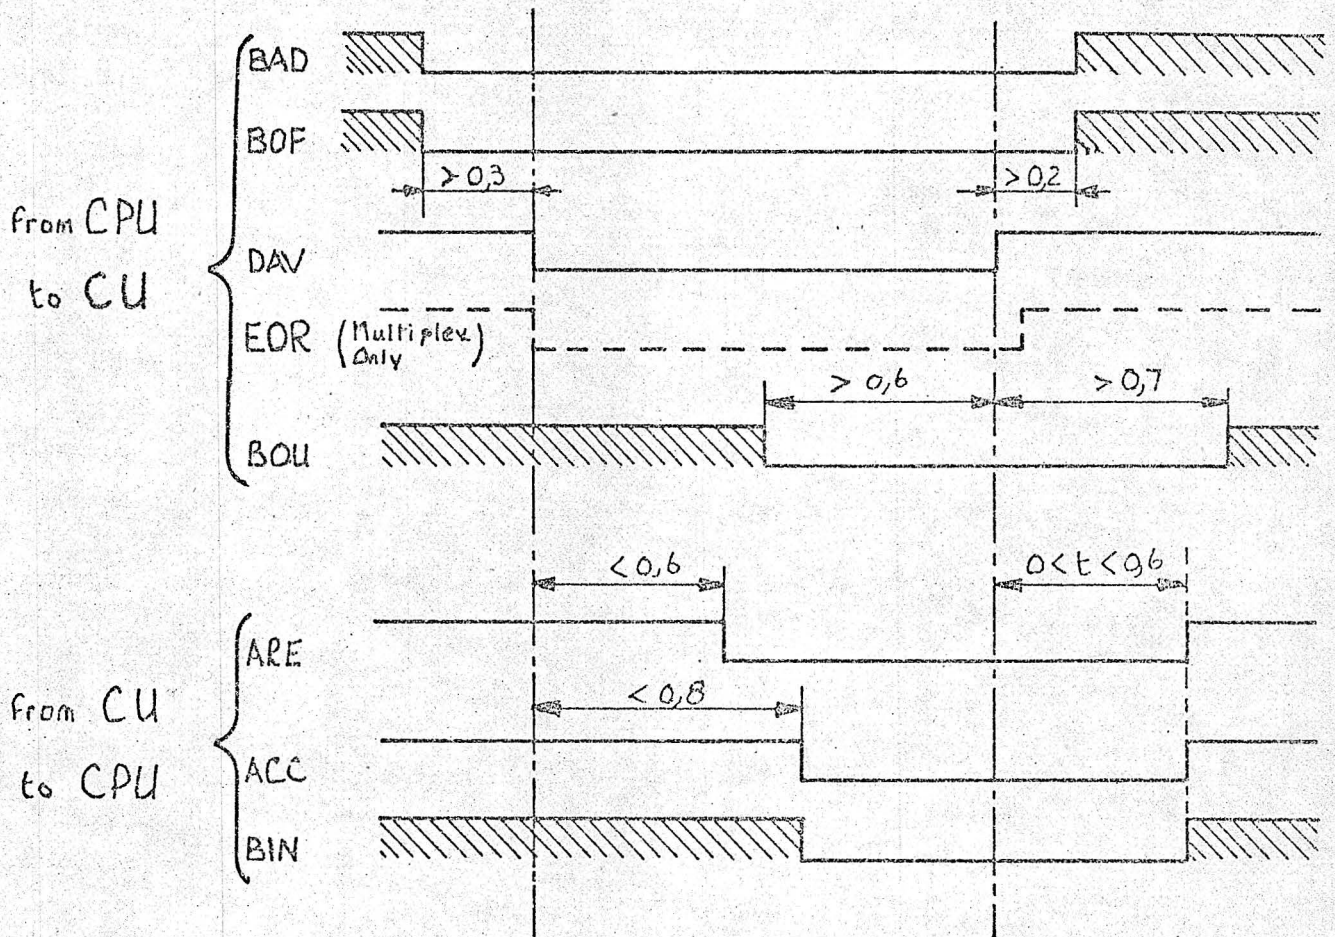 BAD
BOF
> 0,3
> 0,2
from CPU
to CU
DAV
EOR (Multiplex
Only)
> 0,6
> 0,7
BOU
< 0,6
0 < t < 0,6
ARE
< 0,8
from CU
to CPU
ACC
BIN